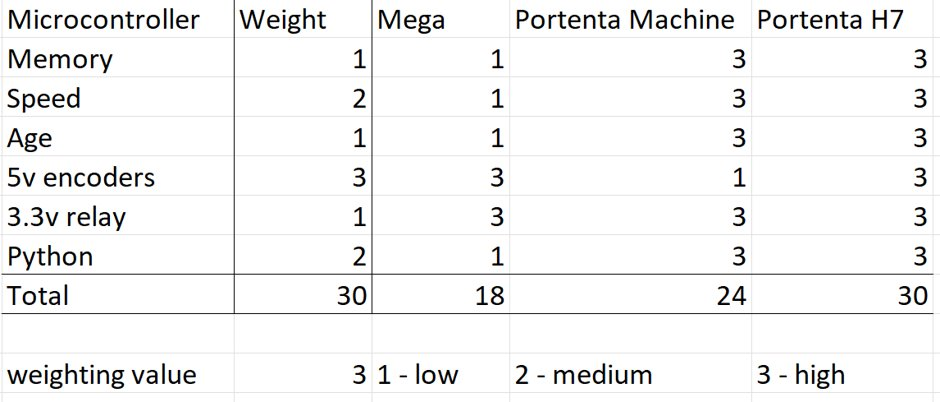 Microcontroller Weight Mega Portenta Machine Portenta H7
Memory 1 1 3 3
Speed 2 1 3 3
Age 1 1 3 3
5v encoders 3 3 1 3
3.3v relay 1 3 3 3
Python 2 1 3 3
Total 30 18 24 30
weighting value 3 1 - low 2 - medium 3 - high